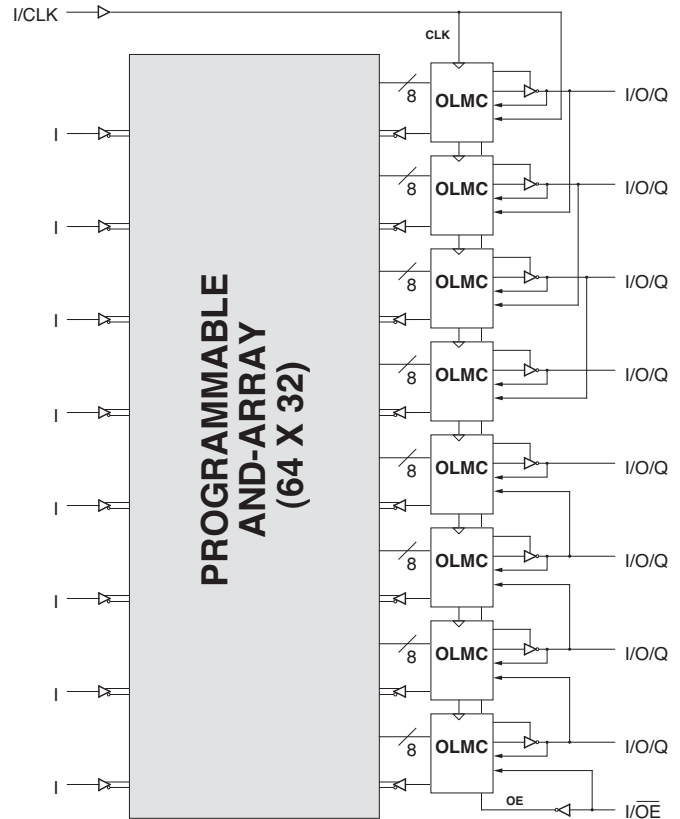 I/CLK
CLK
8
OLMC
I/O/Q
I
8
OLMC
I/O/Q
I
8
OLMC
I/O/Q
I
8
OLMC
I/O/Q
I
PROGRAMMABLE
AND-ARRAY
(64 X 32)
8
OLMC
I/O/Q
I
8
OLMC
I/O/Q
I
8
OLMC
I/O/Q
I
8
OLMC
I/O/Q
I
OE
I/O̅E̅